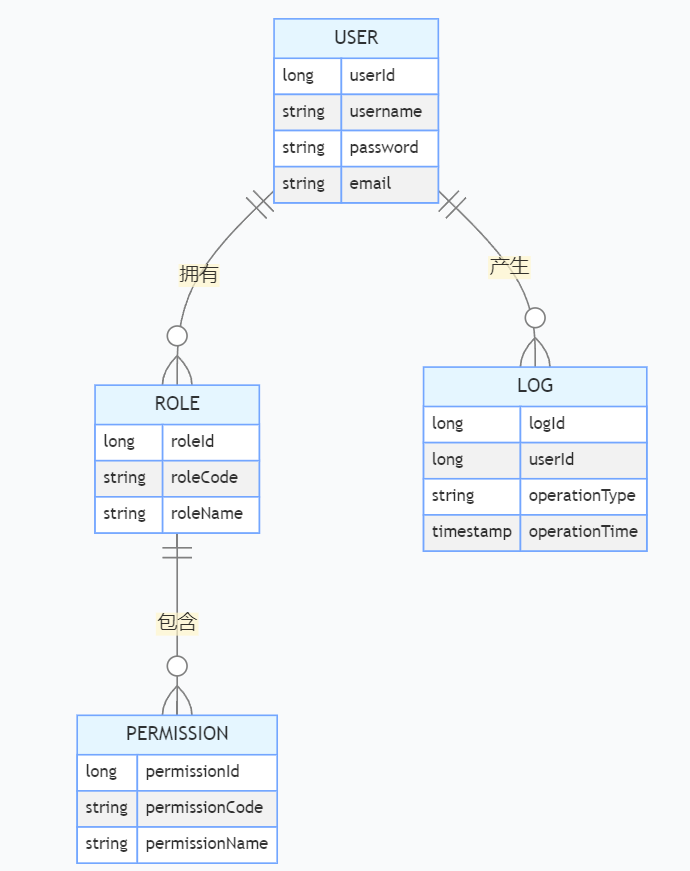 USER
long userId
string username
string password
string email
拥有
产生
ROLE
long roleId
string roleCode
string roleName
LOG
long logId
long userId
string operationType
timestamp operationTime
包含
PERMISSION
long permissionId
string permissionCode
string permissionName